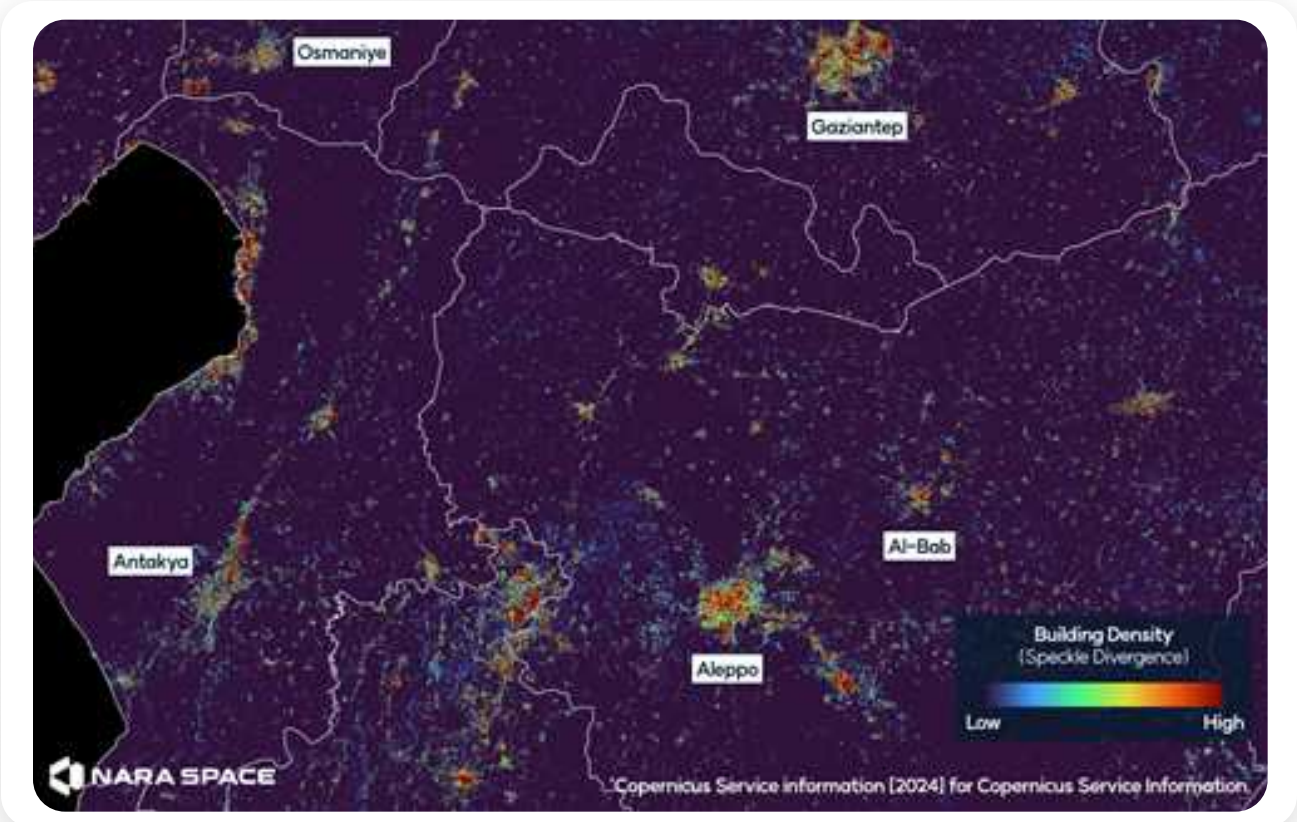 Osmaniye
Gaziantep
Antakya
Al-Bab
Aleppo
Building Density
(Speckle Divergence)
Low High
NARA SPACE
'Copernicus Service information [2024] for Copernicus Service Information.